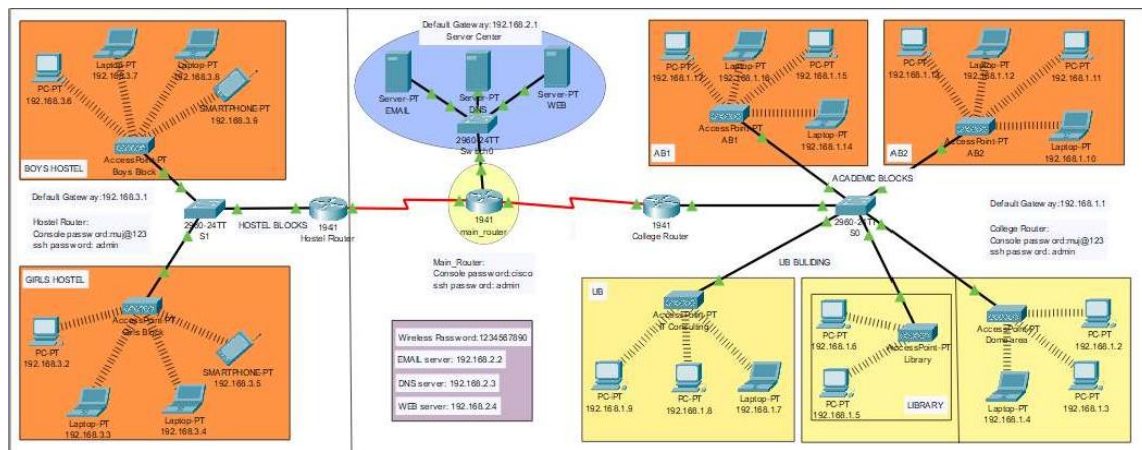 Laptop-PT
192.168.3.7
Laptop-PT
192.168.3.8
PC-PT
192.168.3.6
SMARTPHONE-PT
192.168.3.9
AccessPoint-PT
Boys Block
BOYS HOSTEL
Default Gateway:192.168.3.1
Hostel Router:
Console password:muj@123
ssh password: admin
2960-24TT
S1
HOSTEL BLOCKS
1941
Hostel Router
GIRLS HOSTEL
AccessPoint-PT
Girls Block
PC-PT
192.168.3.2
SMARTPHONE-PT
192.168.3.5
Laptop-PT
192.168.3.3
Laptop-PT
192.168.3.4
Default Gateway:192.168.2.1
Server Center
Server-PT
EMAIL
Server-PT
DNS
Server-PT
WEB
2960-24TT
Switch0
1941
main_router
Main_Router:
Console password:cisco
ssh password: admin
Wireless Password:1234567890
EMAIL server: 192.168.2.2
DNS server: 192.168.2.3
WEB server: 192.168.2.4
1941
College Router
PC-PT
Laptop-PT
192.168.1.16
PC-PT
192.168.1.15
AccessPoint-PT
AB1
Laptop-PT
192.168.1.14
AB1
PC-PT
192.168.1.13
Laptop-PT
192.168.1.12
PC-PT
192.168.1.11
AccessPoint-PT
AB2
Laptop-PT
192.168.1.10
AB2
ACADEMIC BLOCKS
2960-24TT
S0
Default Gateway:192.168.1.1
College Router:
Console password:muj@123
ssh password: admin
UB BULIDING
UB
AccessPoint-PT
IT Consulting
PC-PT
192.168.1.9
PC-PT
192.168.1.8
Laptop-PT
192.168.1.7
PC-PT
192.168.1.6
AccessPoint-PT
Library
PC-PT
192.168.1.5
LIBRARY
AccessPoint-PT
PC-PT
192.168.1.2
Laptop-PT
192.168.1.4
PC-PT
192.168.1.3